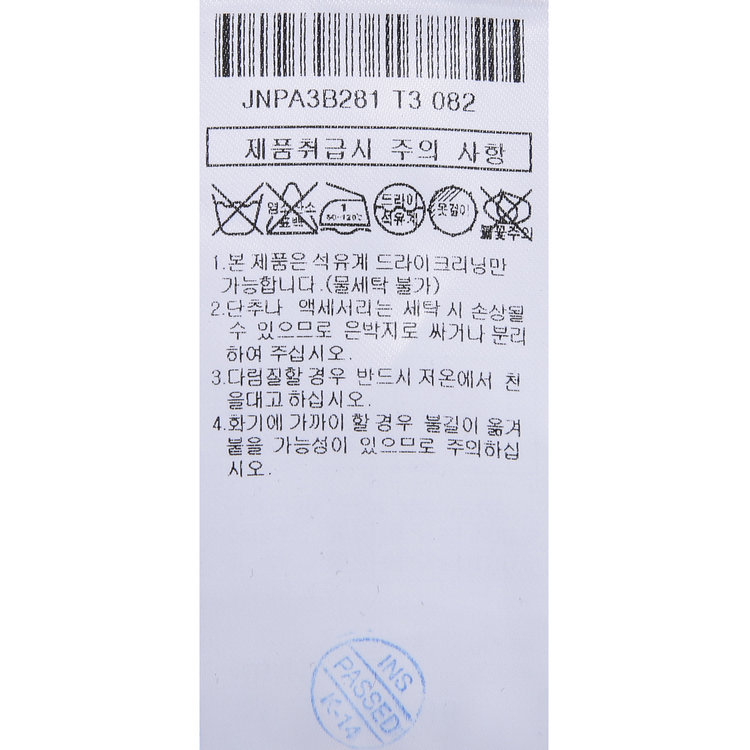 JNPA3B281 T3 082
제품취급시 주의 사항
염소산소 표백
1 80~120℃
드라이 석유계
옷걸이
불꽃주의
1.본 제품은 석유계 드라이크리닝만
가능합니다.(물세탁 불가)
2.단추나 액세서리는 세탁 시 손상될
수 있으므로 은박지로 싸거나 분리
하여 주십시오.
3.다림질할 경우 반드시 저온에서 천
을대고 하십시오.
4.화기에 가까이 할 경우 불길이 옮겨
붙을 가능성이 있으므로 주의하십
시오.
INS
PASSED
K-14